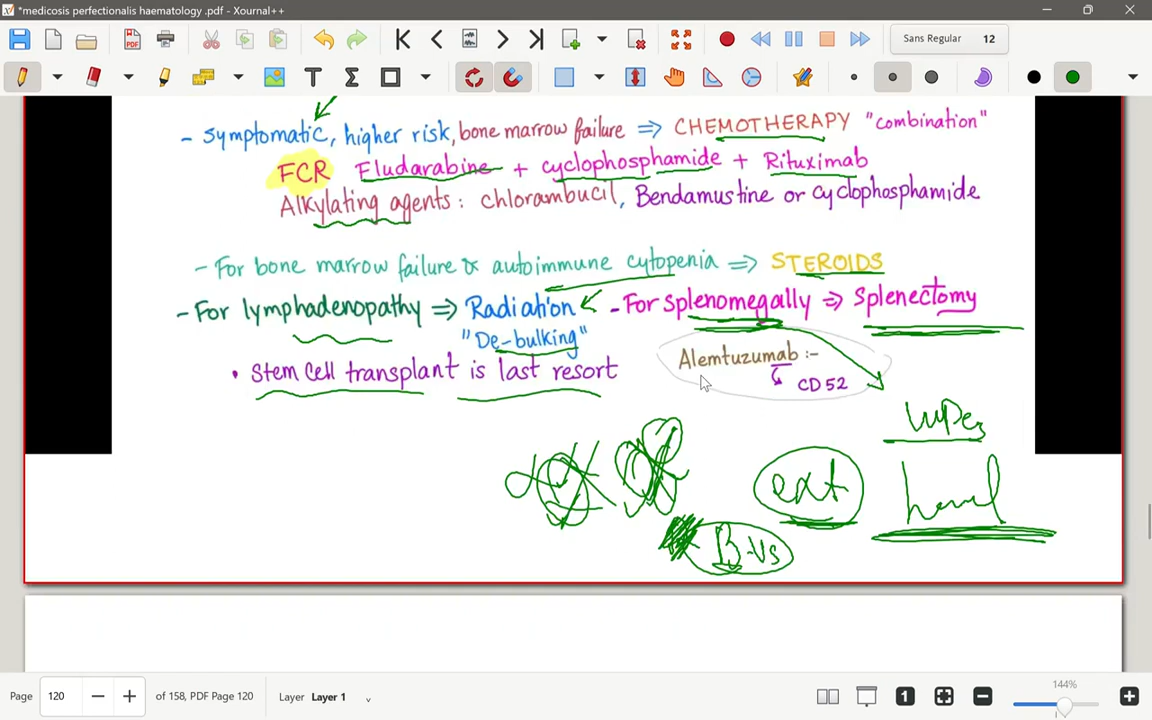 *medicosis perfectionalis haematology .pdf - Xournal++
Sans Regular 12
- symptomatic, higher risk, bone marrow failure ⇒ CHEMOTHERAPY "combination"
FCR Fludarabine + cyclophosphamide + Rituximab
Alkylating agents : chlorambucil, Bendamustine or cyclophosphamide
- For bone marrow failure & autoimmune cytopenia ⇒ STEROIDS
- For lymphadenopathy ⇒ Radiation - For splenomegally ⇒ Splenectomy
"De-bulking"
Alemtuzumab :-
• Stem cell transplant is last resort
CD 52
ext
B.Vs
Page 120 of 158, PDF Page 120 Layer Layer 1 144%